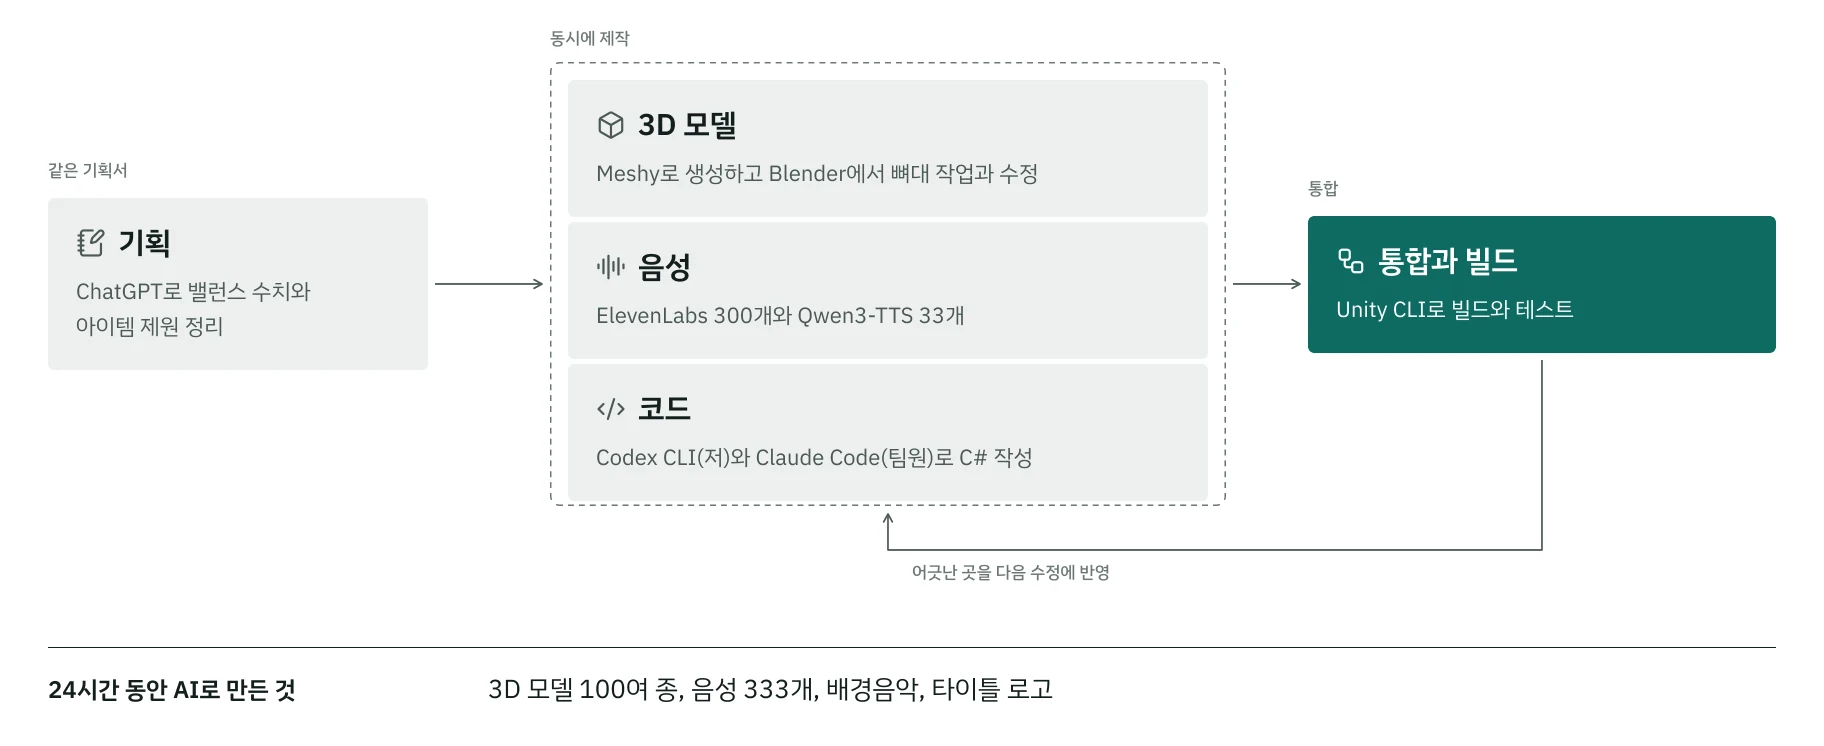 같은 기획서
기획
ChatGPT로 밸런스 수치와
아이템 제원 정리
동시에 제작
3D 모델
Meshy로 생성하고 Blender에서 뼈대 작업과 수정
음성
ElevenLabs 300개와 Qwen3-TTS 33개
코드
Codex CLI(저)와 Claude Code(팀원)로 C# 작성
통합
통합과 빌드
Unity CLI로 빌드와 테스트
어긋난 곳을 다음 수정에 반영
24시간 동안 AI로 만든 것
3D 모델 100여 종, 음성 333개, 배경음악, 타이틀 로고